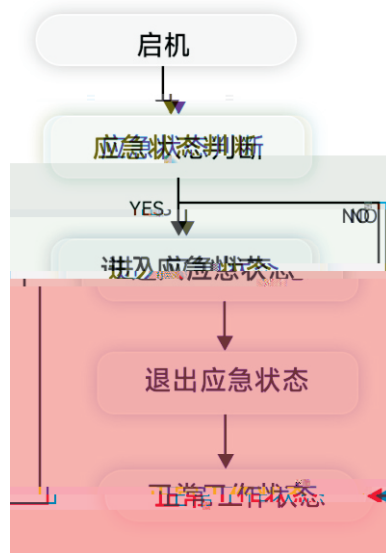 启机
应急状态判断
YES
NO
进入应急状态
退出应急状态
正常工作状态